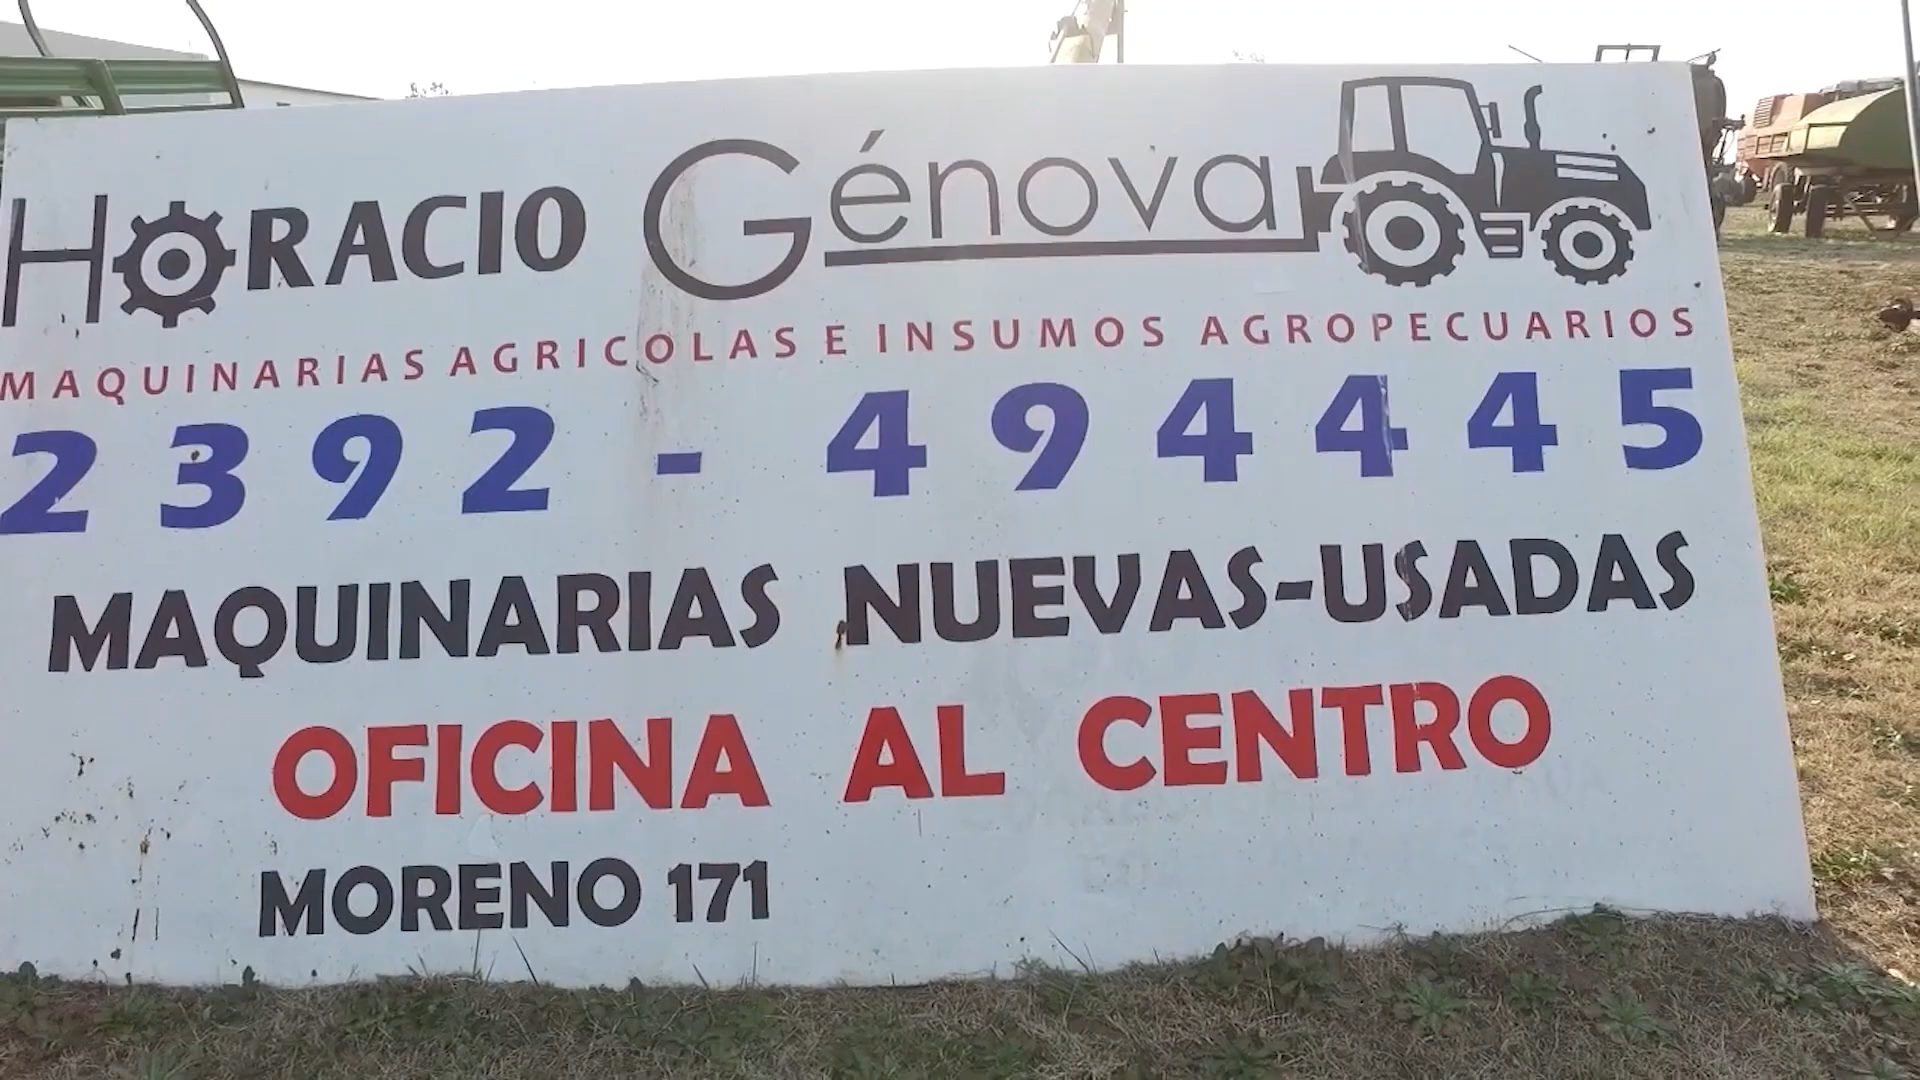 HORACIO Génova
MAQUINARIAS AGRICOLAS E INSUMOS AGROPECUARIOS
2392 - 494445
MAQUINARIAS NUEVAS-USADAS
OFICINA AL CENTRO
MORENO 171